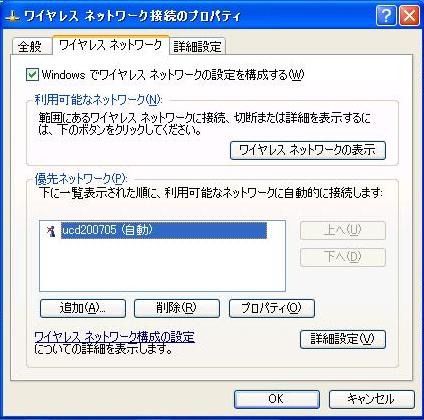 ワイヤレス ネットワーク接続のプロパティ
全般 ワイヤレス ネットワーク 詳細設定
Windows でワイヤレス ネットワークの設定を構成する(W)
利用可能なネットワーク(N):
範囲にあるワイヤレス ネットワークに接続、切断または詳細を表示するに
は、下のボタンをクリックしてください。
ワイヤレス ネットワークの表示
優先ネットワーク(P):
下に一覧表示された順に、利用可能なネットワークに自動的に接続します:
ucd200705 (自動)
上へ(U)
下へ(D)
追加(A)... 削除(R) プロパティ(O)
ワイヤレス ネットワーク構成の設定
についての詳細を表示します。
詳細設定(V)
OK キャンセル